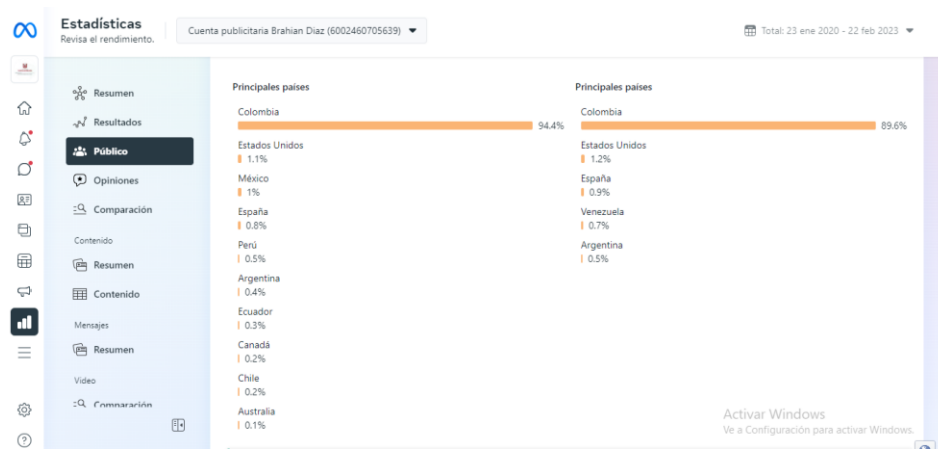 Estadísticas
Revisa el rendimiento.
Cuenta publicitaria Brahian Diaz (6002460705639)
Total: 23 ene 2020 - 22 feb 2023
Resumen
Resultados
Público
Opiniones
Comparación
Contenido
Resumen
Contenido
Mensajes
Resumen
Video
Comparación
Principales países
Colombia
94.4%
Estados Unidos
1.1%
México
1%
España
0.8%
Perú
0.5%
Argentina
0.4%
Ecuador
0.3%
Canadá
0.2%
Chile
0.2%
Australia
0.1%
Principales países
Colombia
89.6%
Estados Unidos
1.2%
España
0.9%
Venezuela
0.7%
Argentina
0.5%
Activar Windows
Ve a Configuración para activar Windows.